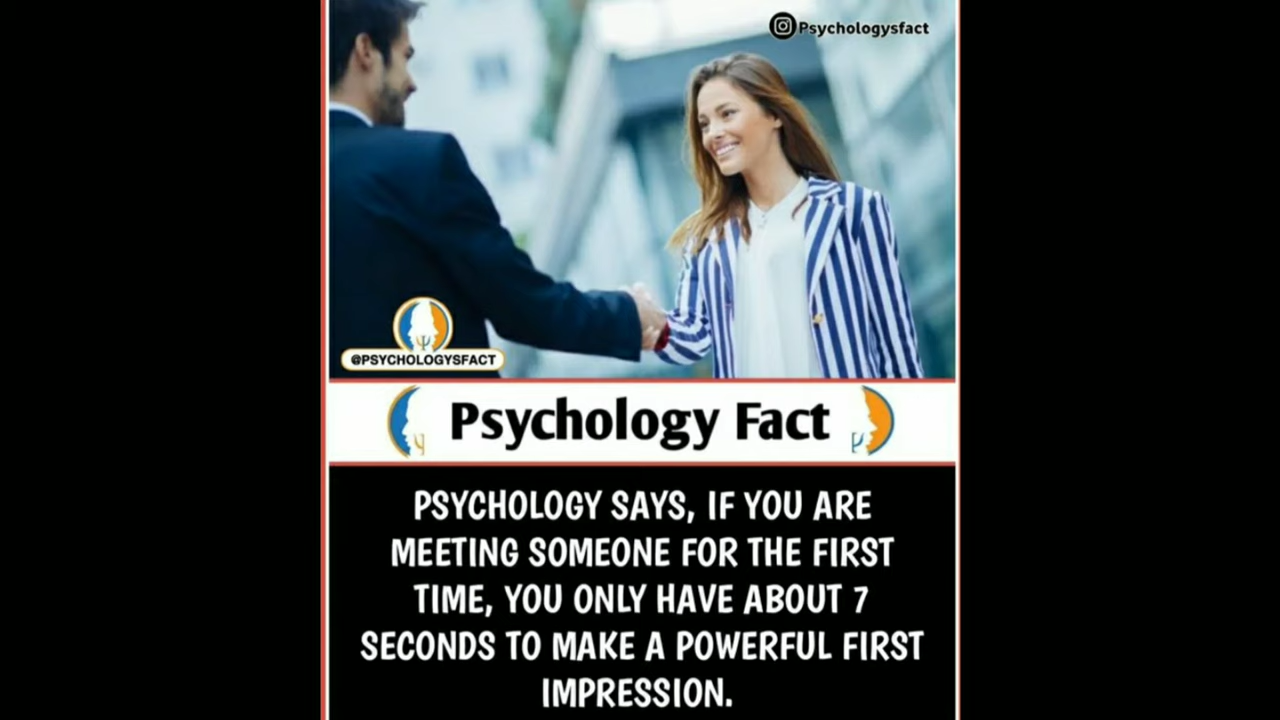 Psychologysfact
@PSYCHOLOGYSFACT
Psychology Fact
PSYCHOLOGY SAYS, IF YOU ARE
MEETING SOMEONE FOR THE FIRST
TIME, YOU ONLY HAVE ABOUT 7
SECONDS TO MAKE A POWERFUL FIRST
IMPRESSION.